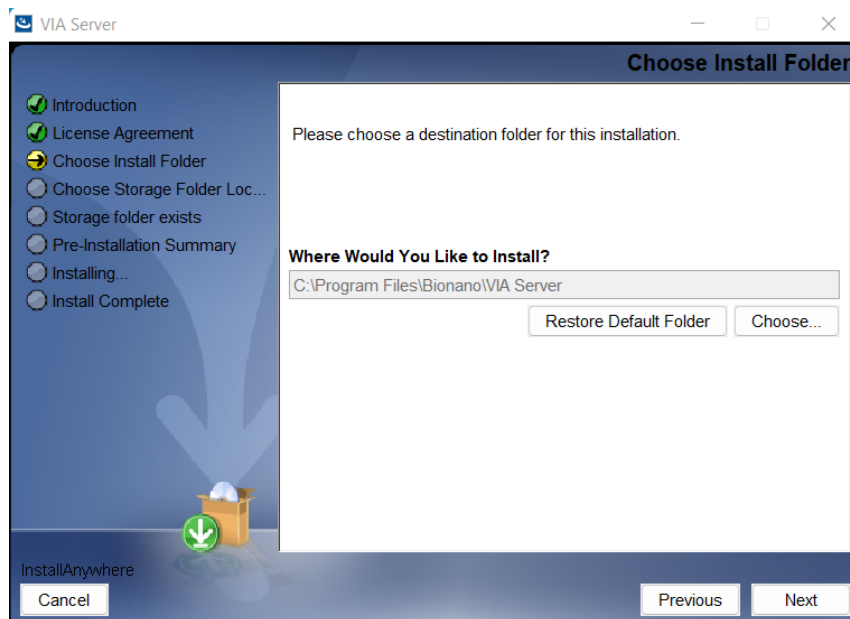 VIA Server
Choose Install Folder
Introduction
License Agreement
Choose Install Folder
Choose Storage Folder Loc...
Storage folder exists
Pre-Installation Summary
Installing...
Install Complete
Please choose a destination folder for this installation.
Where Would You Like to Install?
C:\Program Files\Bionano\VIA Server
Restore Default Folder Choose...
InstallAnywhere
Cancel Previous Next